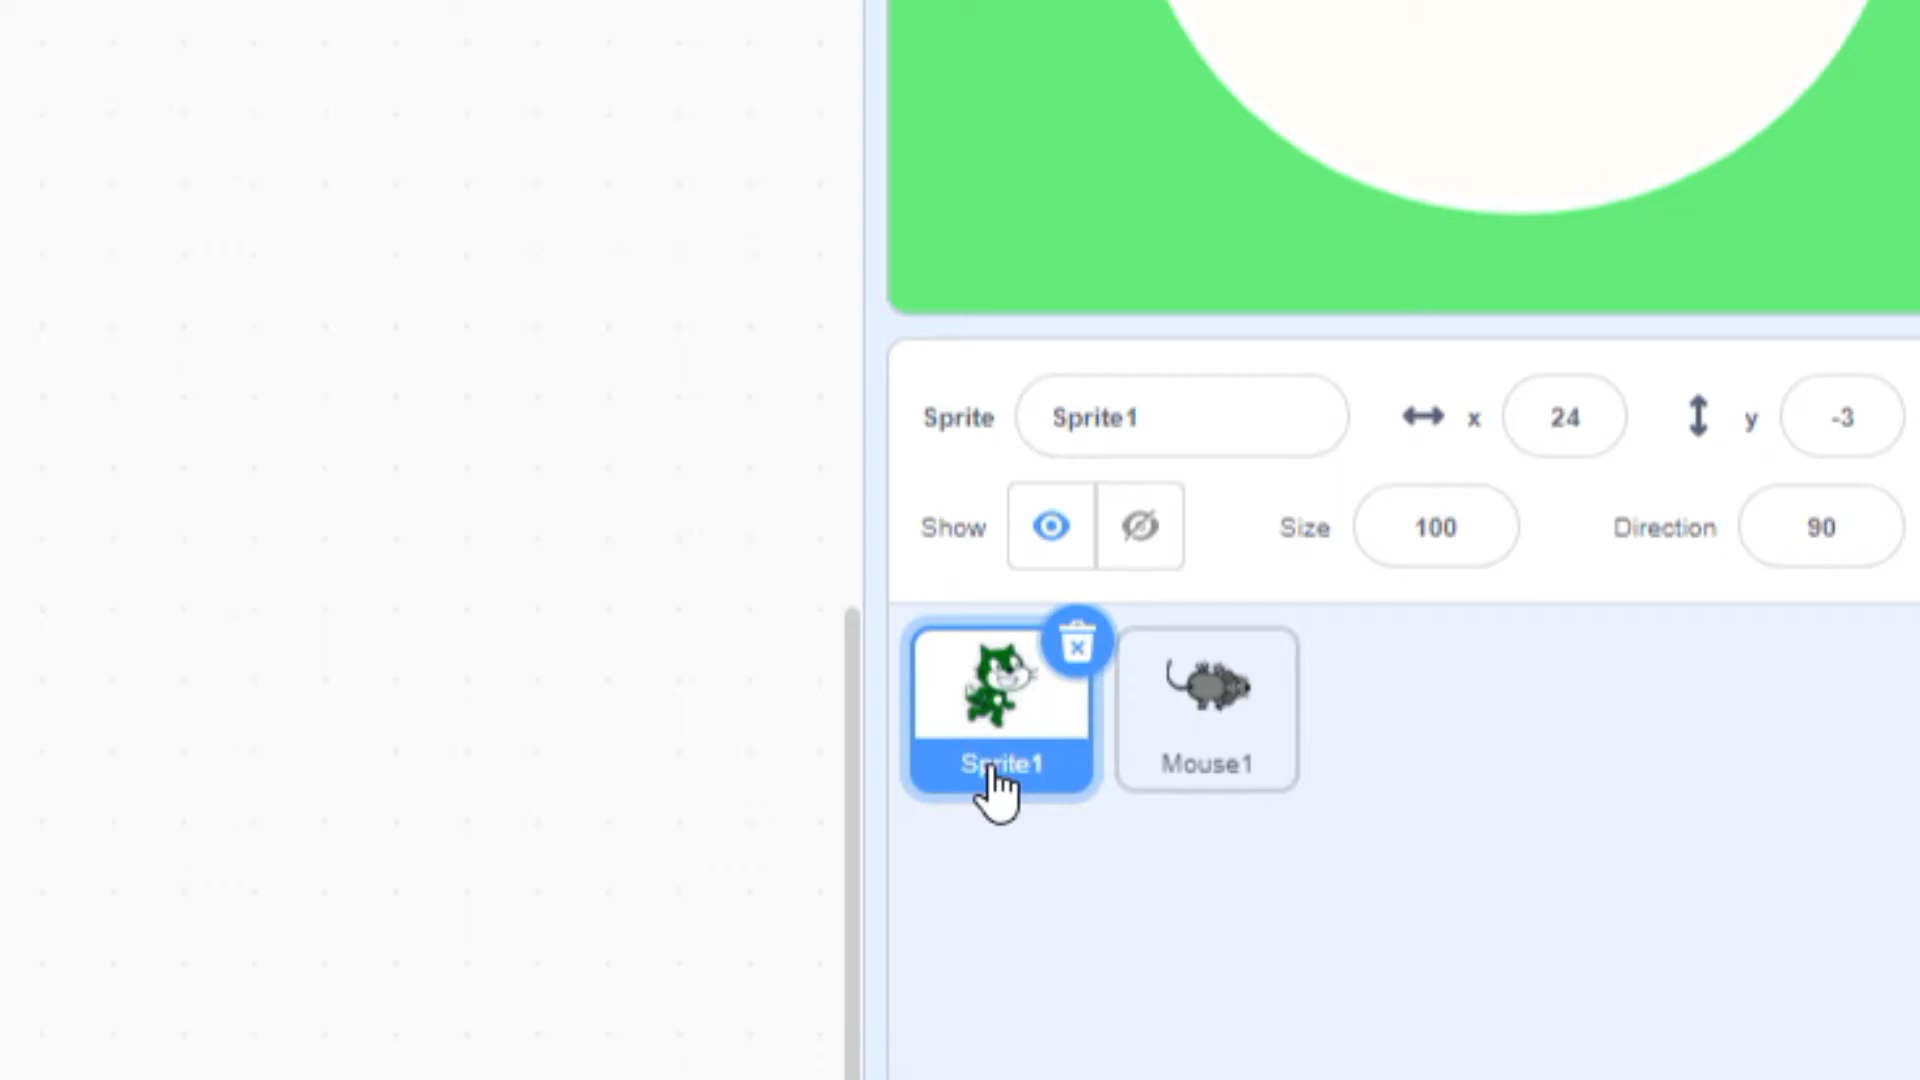 Sprite Sprite1 x 24 y -3
Show Size 100 Direction 90
Sprite1 Mouse1